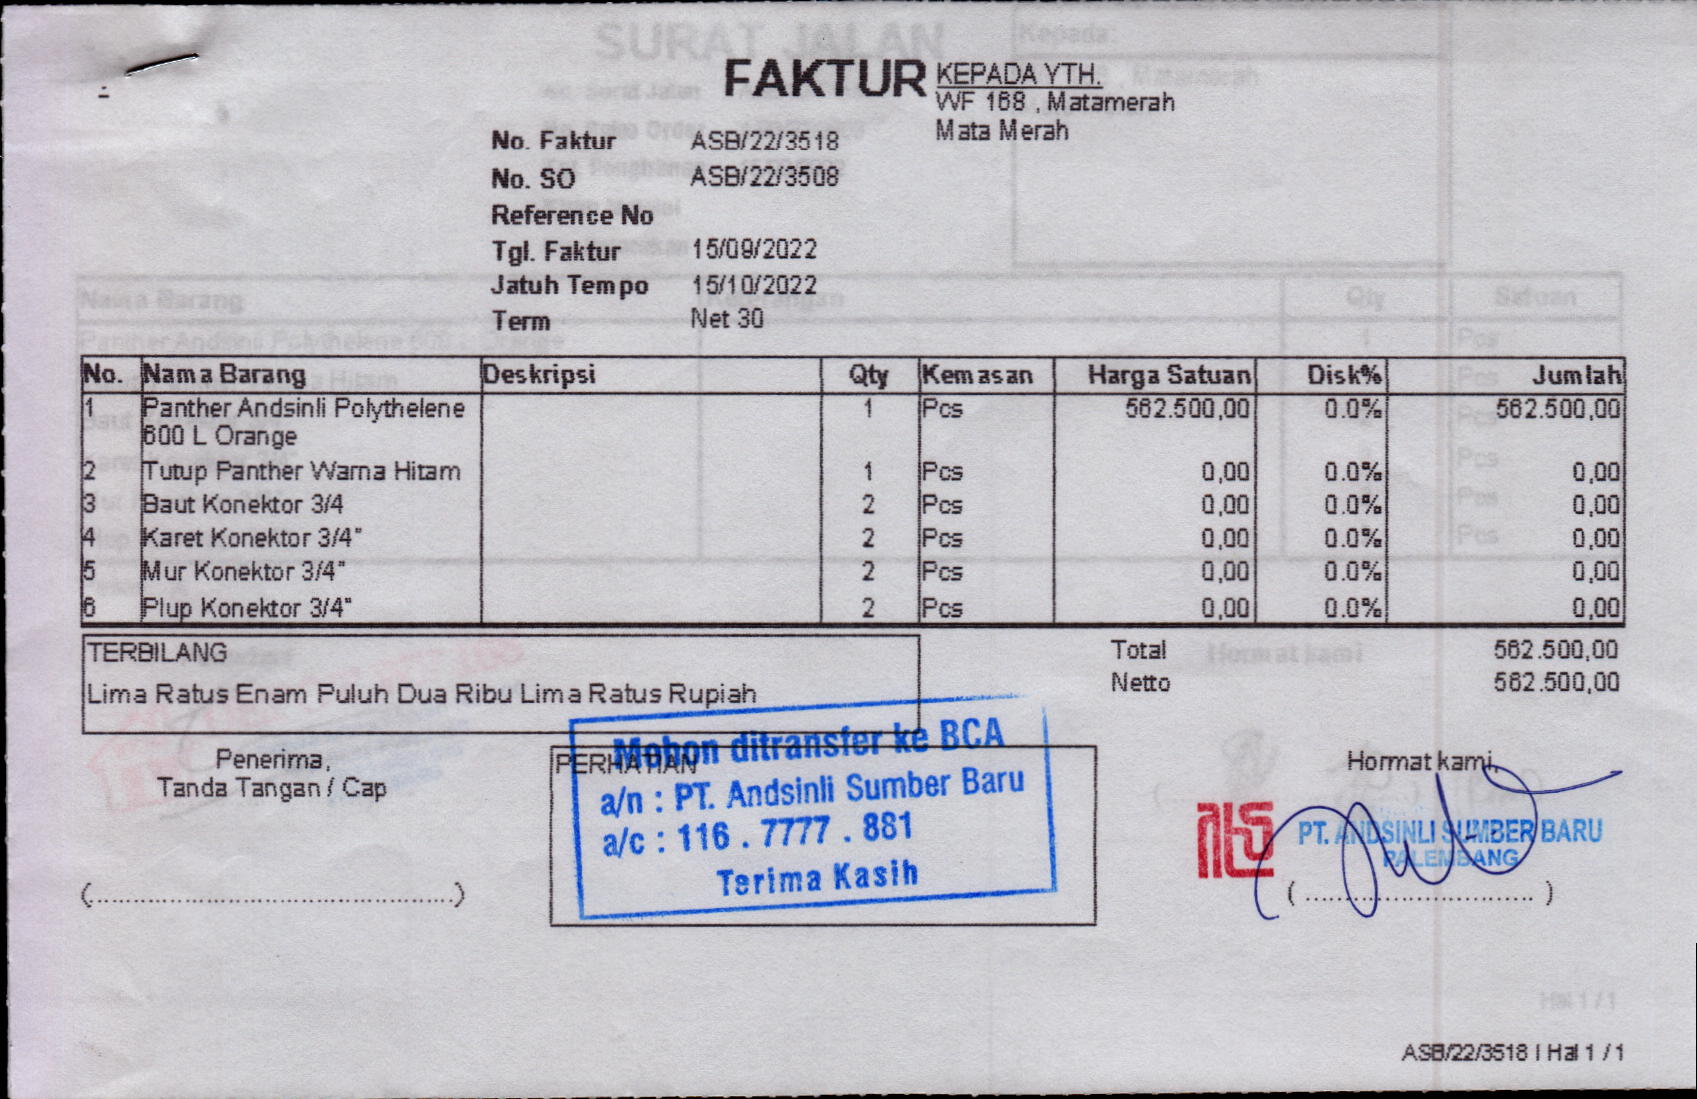 FAKTUR
KEPADA YTH.
WF 168 , Matamerah
Mata Merah
No. Faktur ASB/22/3518
No. SO ASB/22/3508
Reference No
Tgl. Faktur 15/09/2022
Jatuh Tempo 15/10/2022
Term Net 30
No. Nama Barang Deskripsi Qty Kemasan Harga Satuan Disk% Jumlah
1 Panther Andsinli Polythelene 1 Pcs 562.500,00 0.0% 562.500,00
600 L Orange
2 Tutup Panther Warna Hitam 1 Pcs 0,00 0.0% 0,00
3 Baut Konektor 3/4 2 Pcs 0,00 0.0% 0,00
4 Karet Konektor 3/4" 2 Pcs 0,00 0.0% 0,00
5 Mur Konektor 3/4" 2 Pcs 0,00 0.0% 0,00
6 Plup Konektor 3/4" 2 Pcs 0,00 0.0% 0,00
TERBILANG
Lima Ratus Enam Puluh Dua Ribu Lima Ratus Rupiah
Total 562.500,00
Netto 562.500,00
Penerima,
Tanda Tangan / Cap
(..............................................)
PERHATIAN
Mohon ditransfer ke BCA
a/n : PT. Andsinli Sumber Baru
a/c : 116 . 7777 . 881
Terima Kasih
Hormat kami,
PT. ANDSINLI SUMBER BARU
PALEMBANG
( ............................. )
ASB/22/3518 | Hal 1 / 1